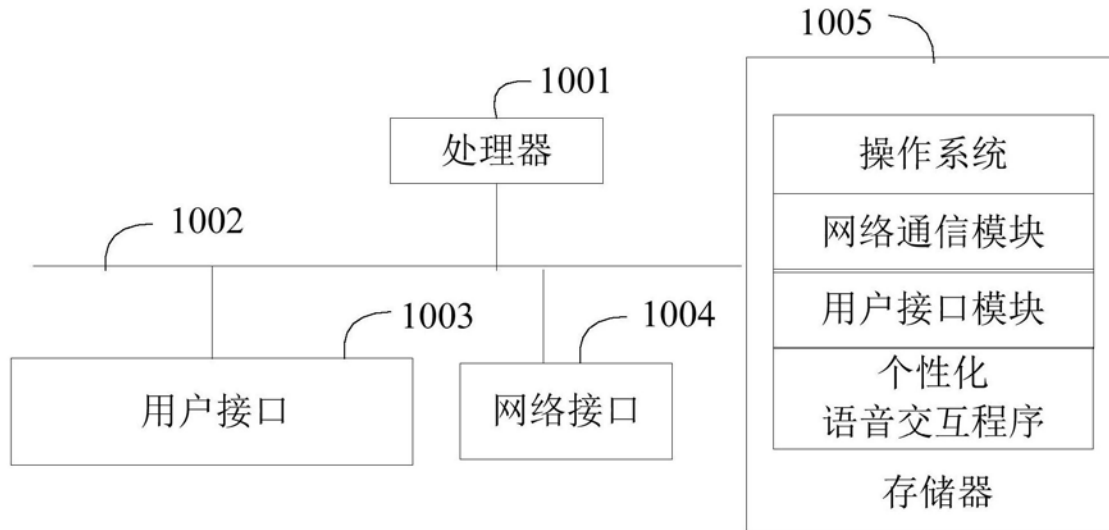 1005
1001
处理器
操作系统
1002
网络通信模块
1003
1004
用户接口模块
用户接口
网络接口
个性化
语音交互程序
存储器